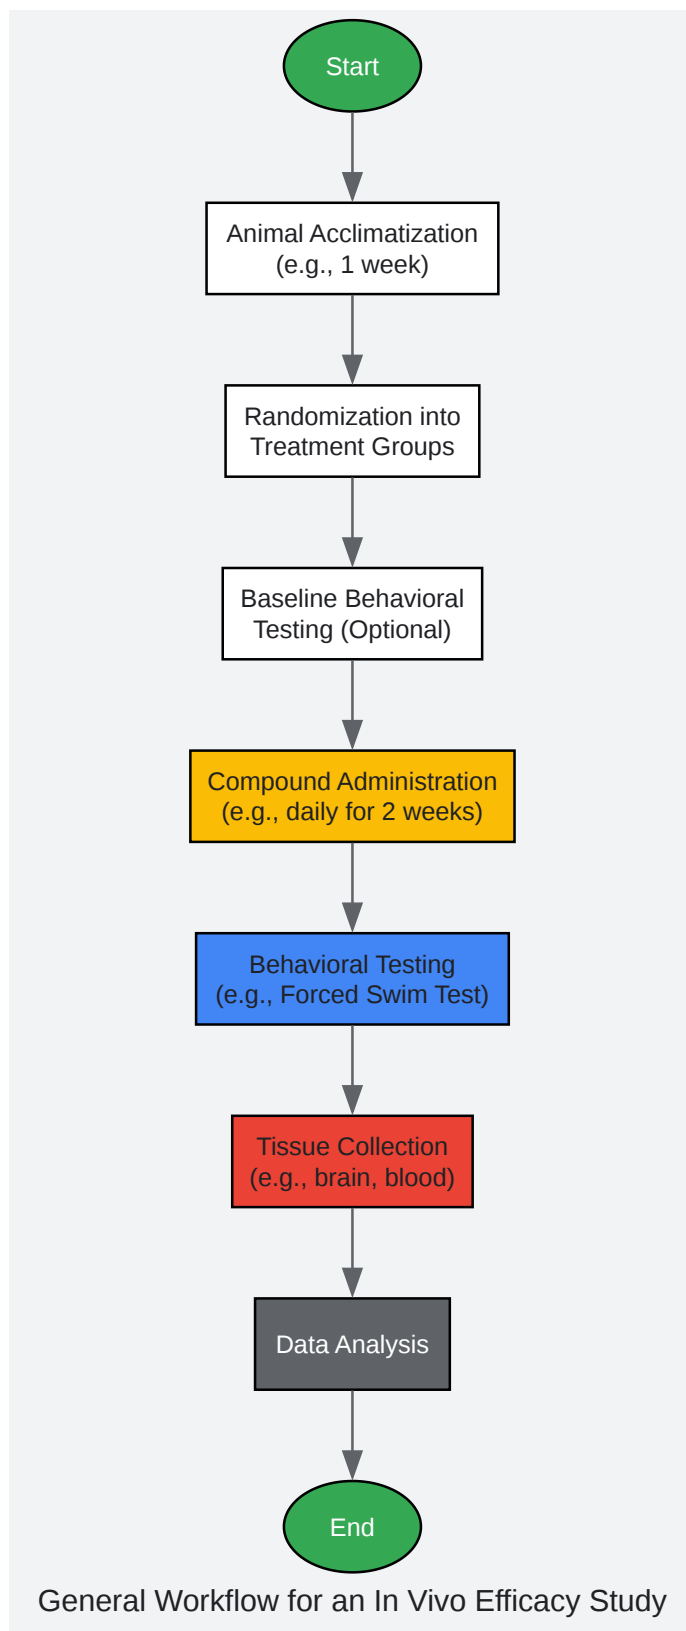 Start
Animal Acclimatization
(e.g., 1 week)
Randomization into
Treatment Groups
Baseline Behavioral
Testing (Optional)
Compound Administration
(e.g., daily for 2 weeks)
Behavioral Testing
(e.g., Forced Swim Test)
Tissue Collection
(e.g., brain, blood)
Data Analysis
End
General Workflow for an In Vivo Efficacy Study